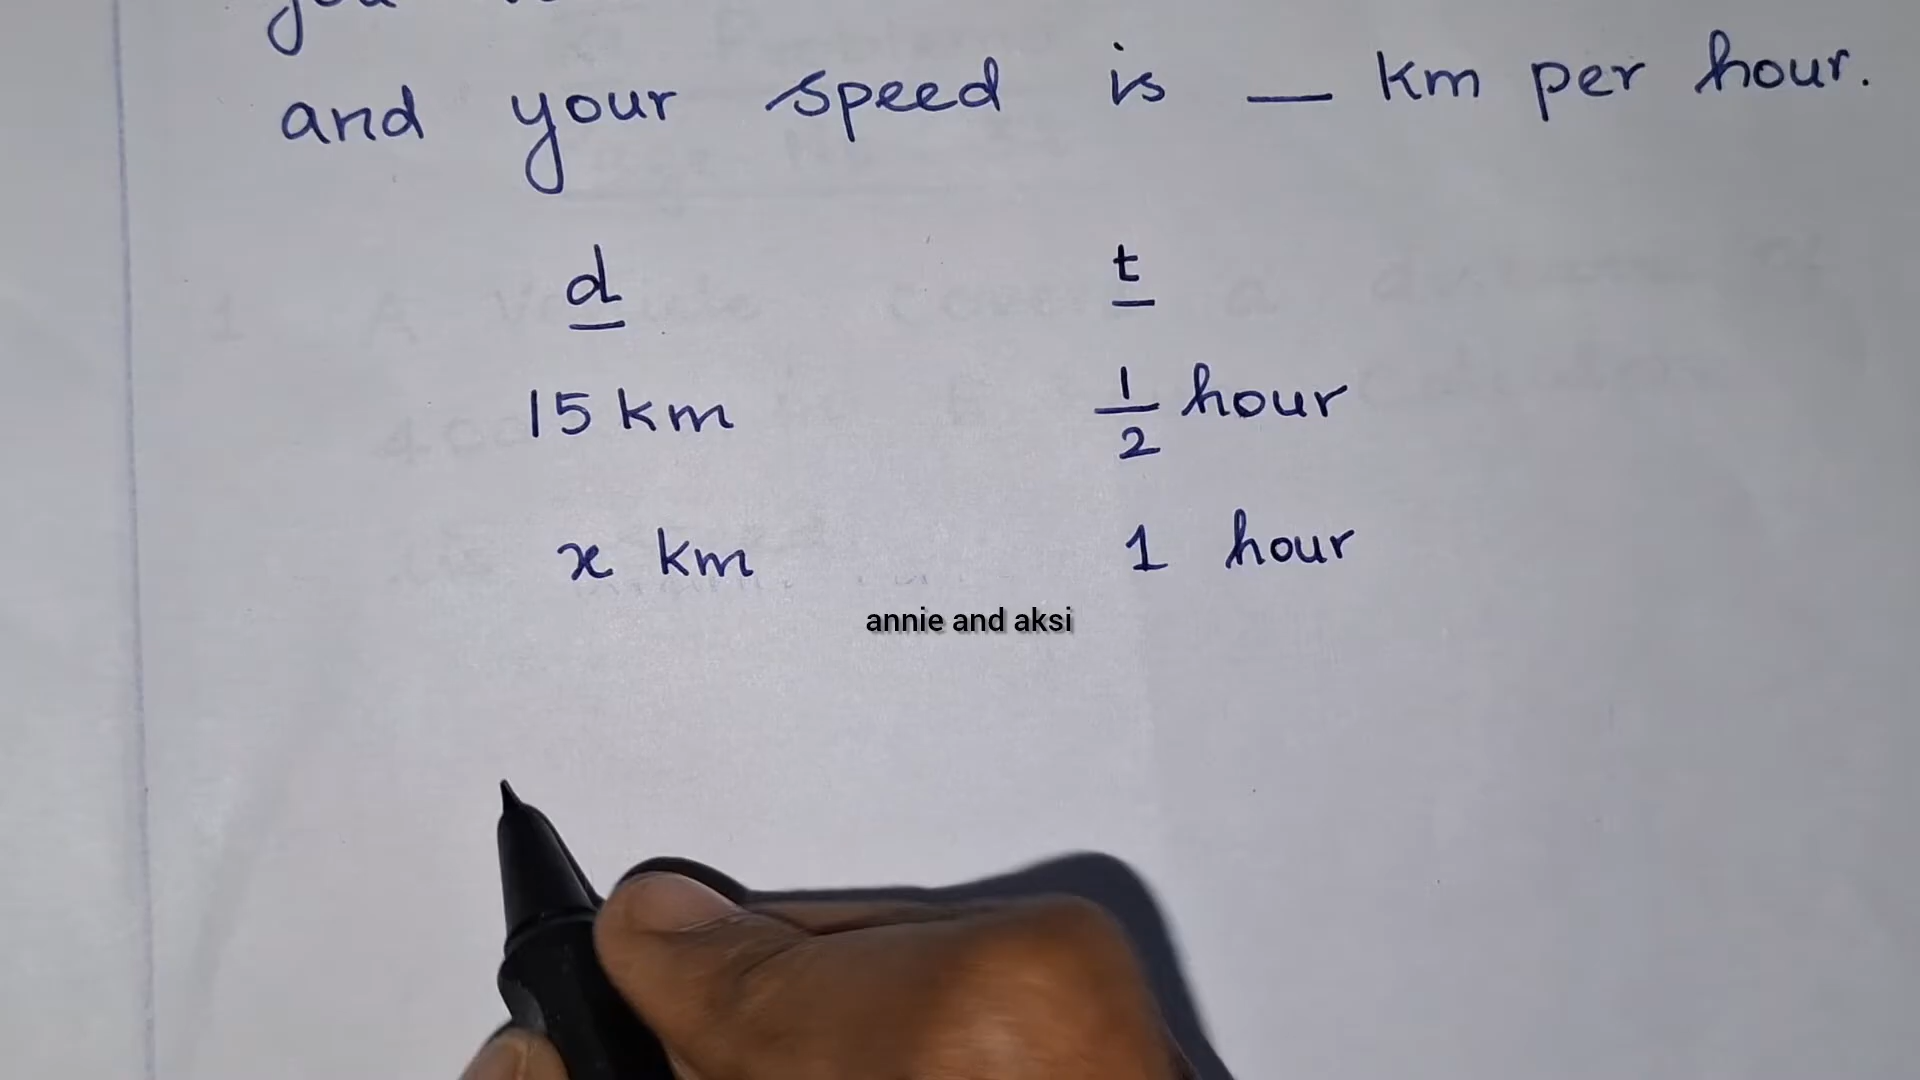 and your speed is __ km per hour.
d t
15 km 1/2 hour
x km 1 hour
annie and aksi